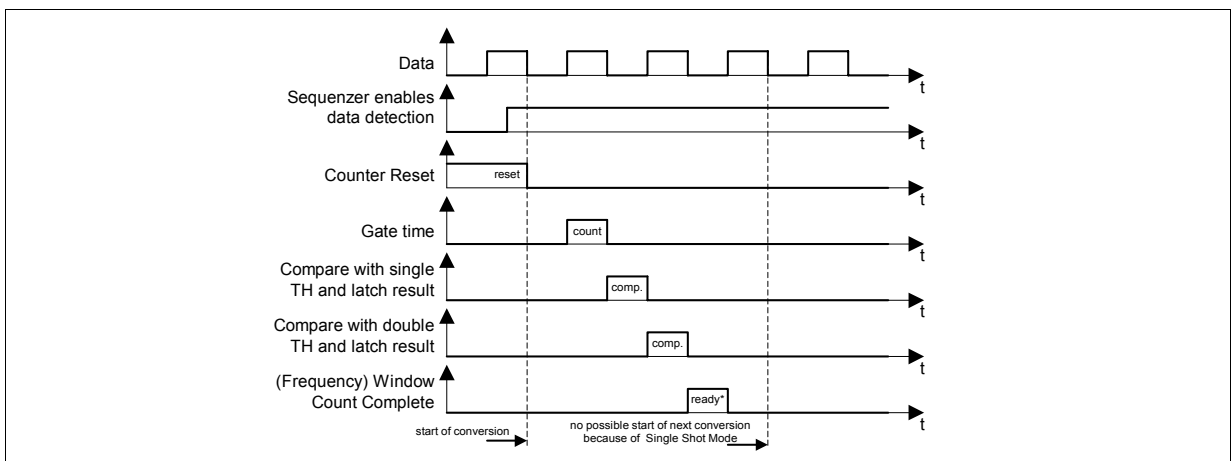 Data
t
Sequenzer enables
data detection
t
Counter Reset
reset
t
Gate time
count
t
Compare with single
TH and latch result
comp.
t
Compare with double
TH and latch result
comp.
t
(Frequency) Window
Count Complete
ready*
t
start of conversion
no possible start of next conversion
because of Single Shot Mode